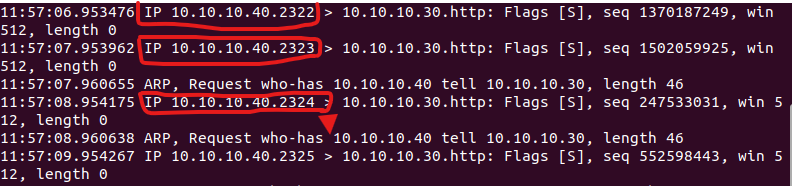 11:57:06.953476 IP 10.10.10.40.2322 > 10.10.10.30.http: Flags [S], seq 1370187249, win
512, length 0
11:57:07.953962 IP 10.10.10.40.2323 > 10.10.10.30.http: Flags [S], seq 1502059925, win
512, length 0
11:57:07.960655 ARP, Request who-has 10.10.10.40 tell 10.10.10.30, length 46
11:57:08.954175 IP 10.10.10.40.2324 > 10.10.10.30.http: Flags [S], seq 247533031, win 5
12, length 0
11:57:08.960638 ARP, Request who-has 10.10.10.40 tell 10.10.10.30, length 46
11:57:09.954267 IP 10.10.10.40.2325 > 10.10.10.30.http: Flags [S], seq 552598443, win 5
12, length 0